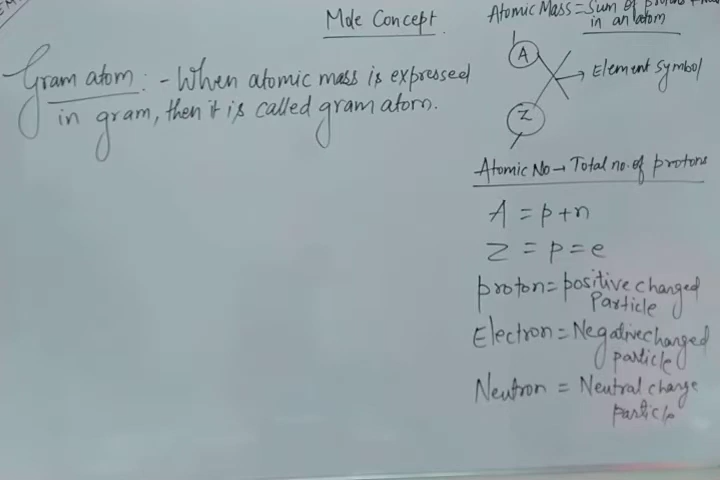 Mole Concept
Gram atom :- When atomic mass is expressed
in gram, then it is called gram atom.
Atomic Mass = Sum of protons +
in an atom
A
X → Element symbol
Z
Atomic No → Total no. of protons
A = p+n
Z = p = e
proton = positive charged
Particle
Electron = Negative charged
particle
Neutron = Neutral charge
particle